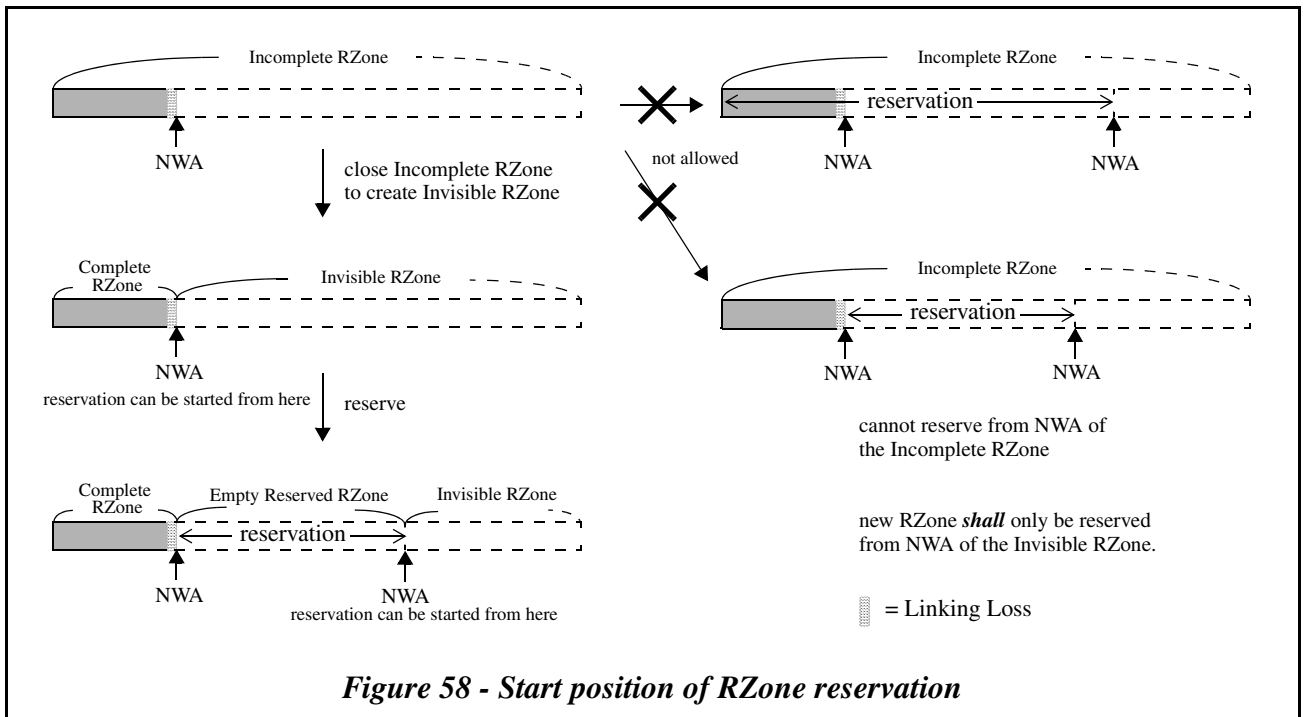 Incomplete RZone
NWA
close Incomplete RZone
to create Invisible RZone
Complete
RZone
Invisible RZone
NWA
reservation can be started from here
reserve
Complete
RZone
Empty Reserved RZone
Invisible RZone
reservation
NWA
NWA
reservation can be started from here
Incomplete RZone
reservation
not allowed
NWA
NWA
Incomplete RZone
reservation
NWA
NWA
cannot reserve from NWA of
the Incomplete RZone
new RZone shall only be reserved
from NWA of the Invisible RZone.
= Linking Loss
Figure 58 - Start position of RZone reservation